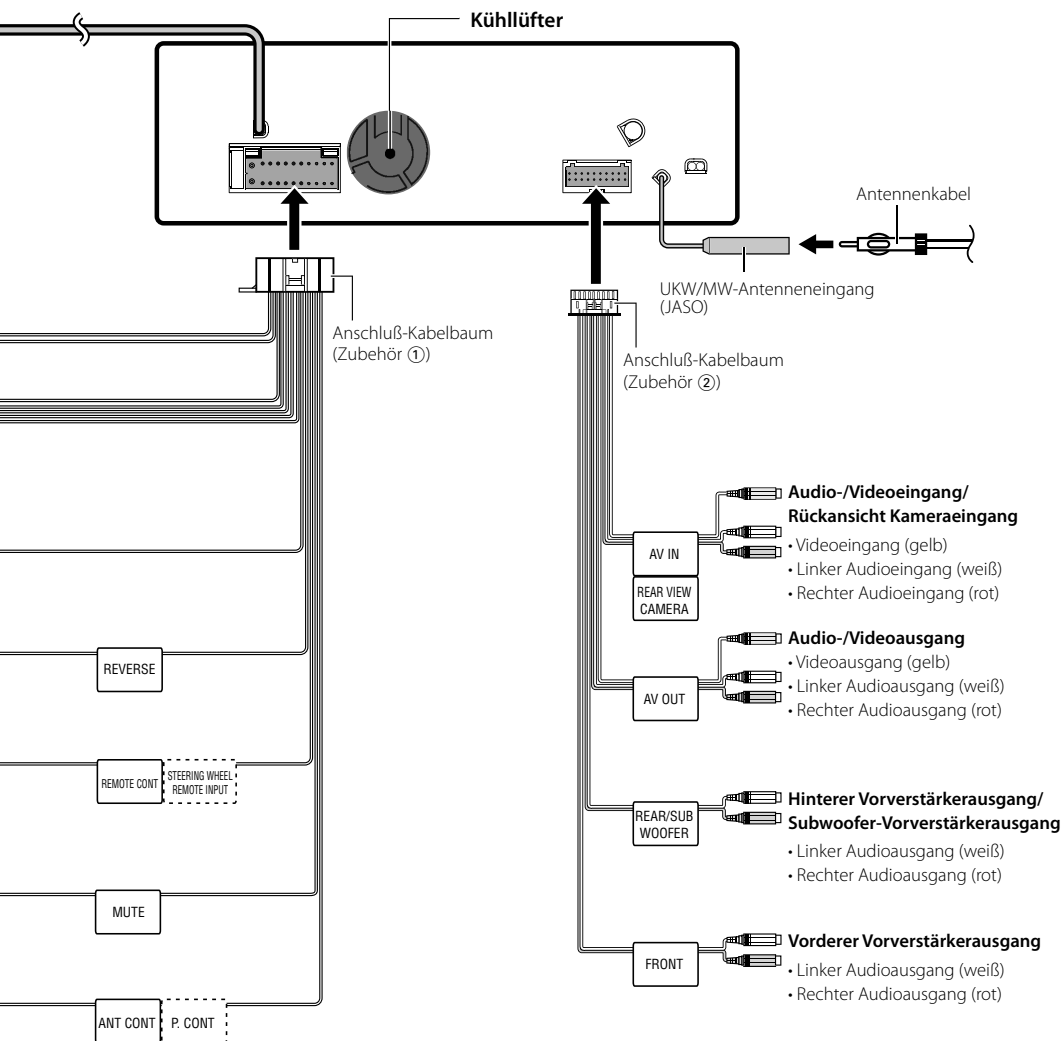 Kühllüfter
Antennenkabel
UKW/MW-Antenneneingang
(JASO)
Anschluß-Kabelbaum
(Zubehör ①)
Anschluß-Kabelbaum
(Zubehör ②)
AV IN
REAR VIEW
CAMERA
Audio-/Videoeingang/
Rückansicht Kameraeingang
• Videoeingang (gelb)
• Linker Audioeingang (weiß)
• Rechter Audioeingang (rot)
REVERSE
AV OUT
Audio-/Videoausgang
• Videoausgang (gelb)
• Linker Audioausgang (weiß)
• Rechter Audioausgang (rot)
REMOTE CONT
STEERING WHEEL
REMOTE INPUT
REAR/SUB
WOOFER
Hinterer Vorverstärkerausgang/
Subwoofer-Vorverstärkerausgang
• Linker Audioausgang (weiß)
• Rechter Audioausgang (rot)
MUTE
FRONT
Vorderer Vorverstärkerausgang
• Linker Audioausgang (weiß)
• Rechter Audioausgang (rot)
ANT CONT
P. CONT